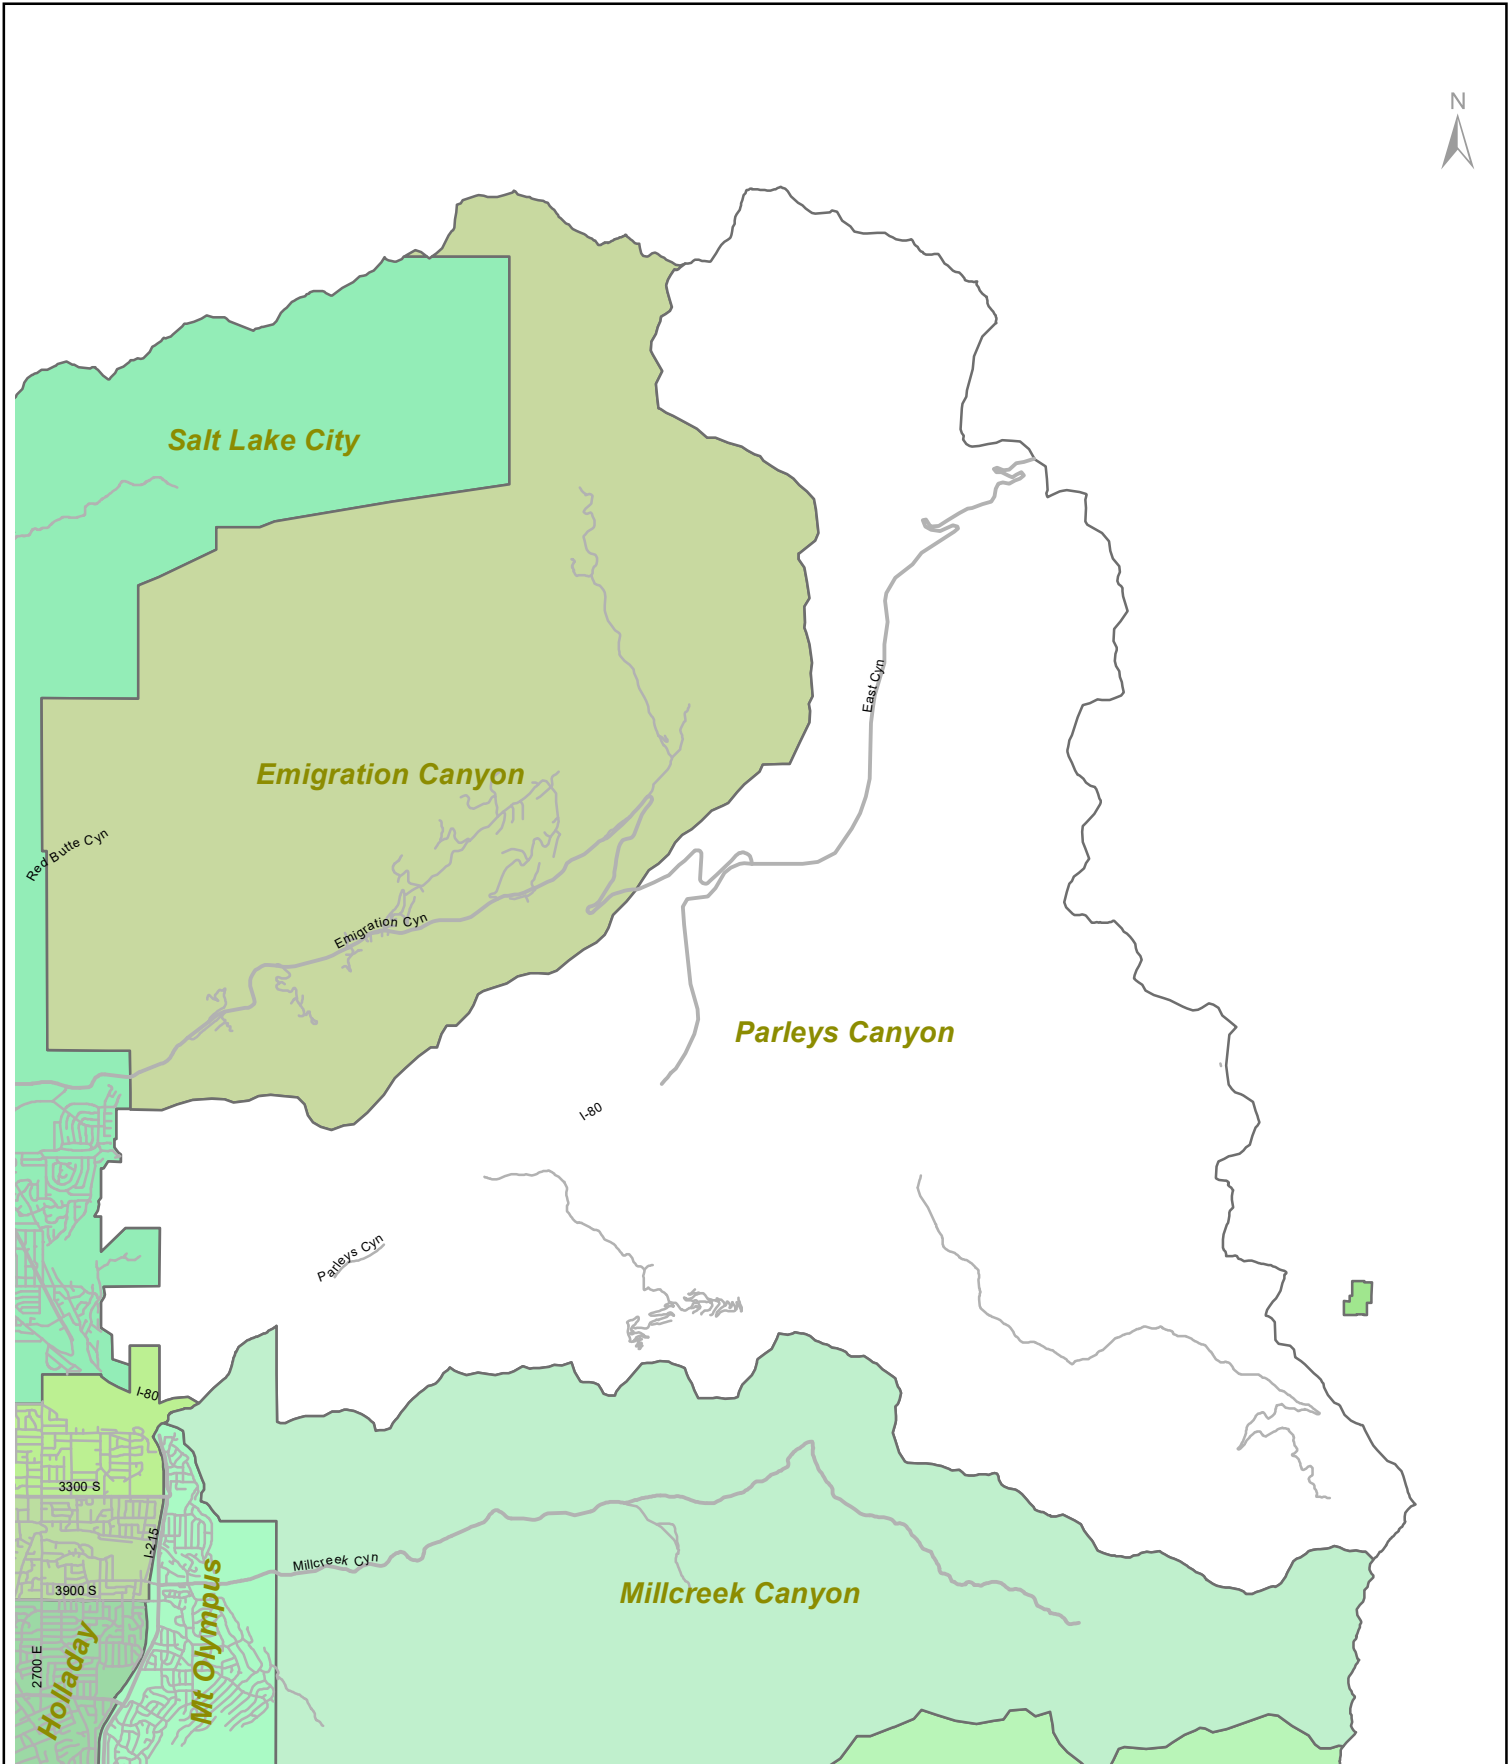 N
Salt Lake City
East Cyn
Emigration Canyon
Red Butte Cyn
Emigration Cyn
Parleys Canyon
I-80
Parleys Cyn
I-80
3300 S
I-215
Millcreek Cyn
3900 S
Millcreek Canyon
Mt Olympus
2700 E
Holladay